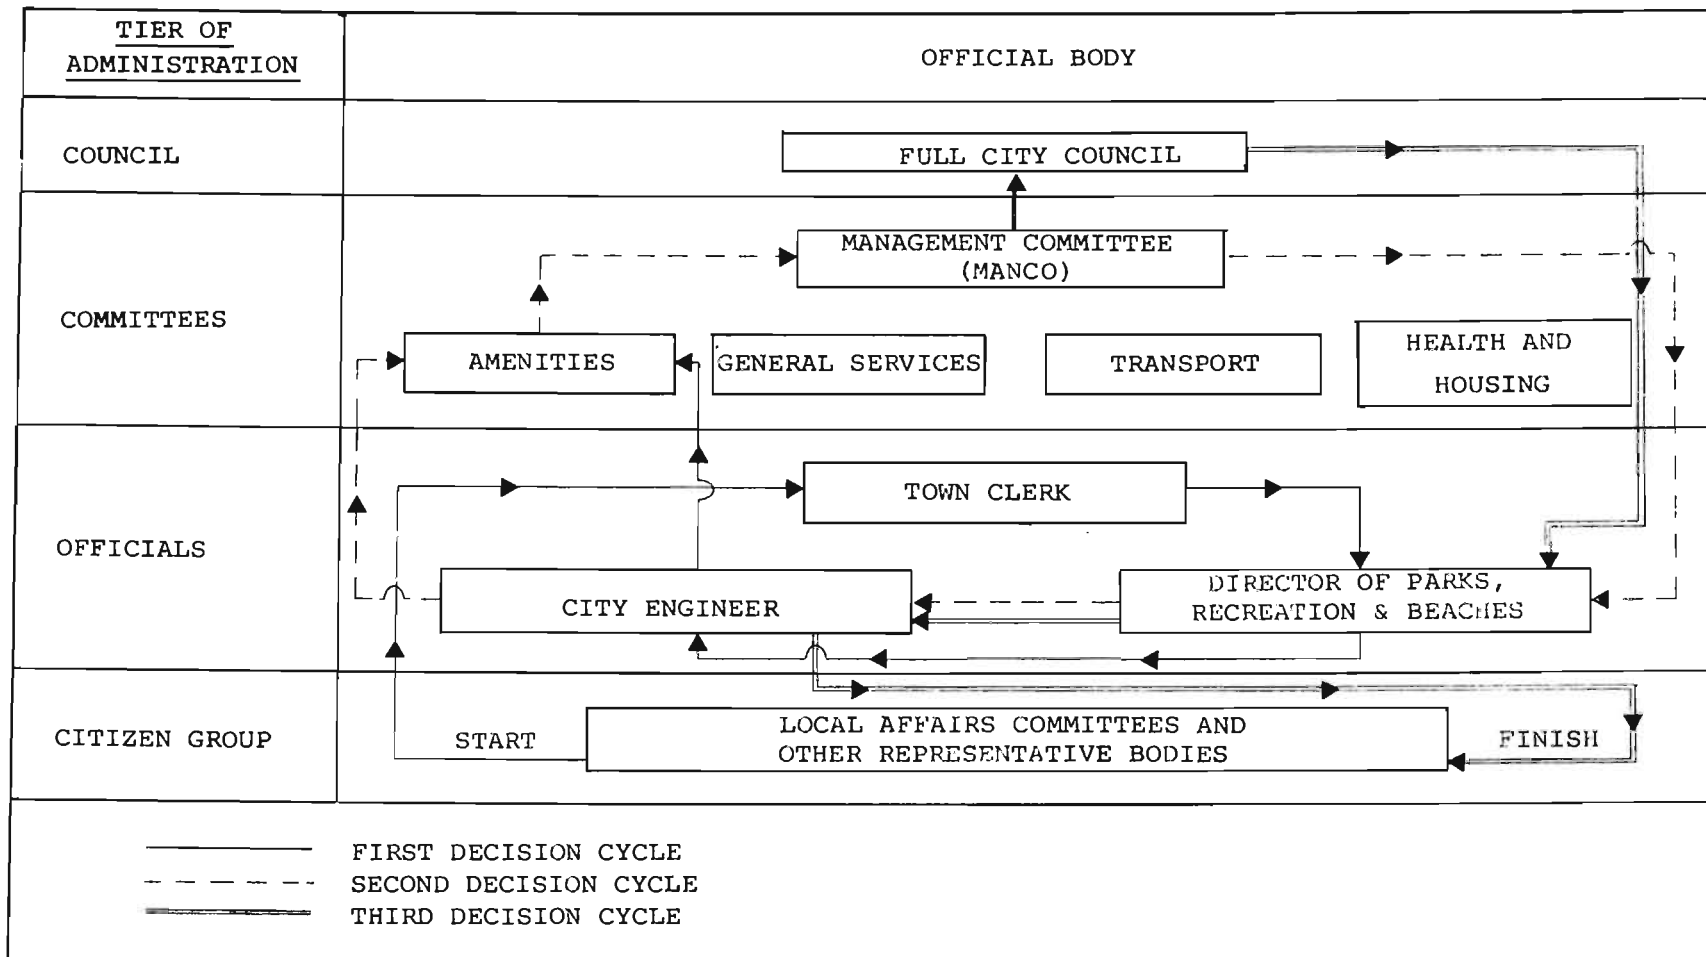 TIER OF
ADMINISTRATION
OFFICIAL BODY
COUNCIL
FULL CITY COUNCIL
COMMITTEES
MANAGEMENT COMMITTEE
(MANCO)
AMENITIES
GENERAL SERVICES
TRANSPORT
HEALTH AND
HOUSING
OFFICIALS
TOWN CLERK
CITY ENGINEER
DIRECTOR OF PARKS,
RECREATION & BEACHES
CITIZEN GROUP
START
LOCAL AFFAIRS COMMITTEES AND
OTHER REPRESENTATIVE BODIES
FINISH
FIRST DECISION CYCLE
SECOND DECISION CYCLE
THIRD DECISION CYCLE